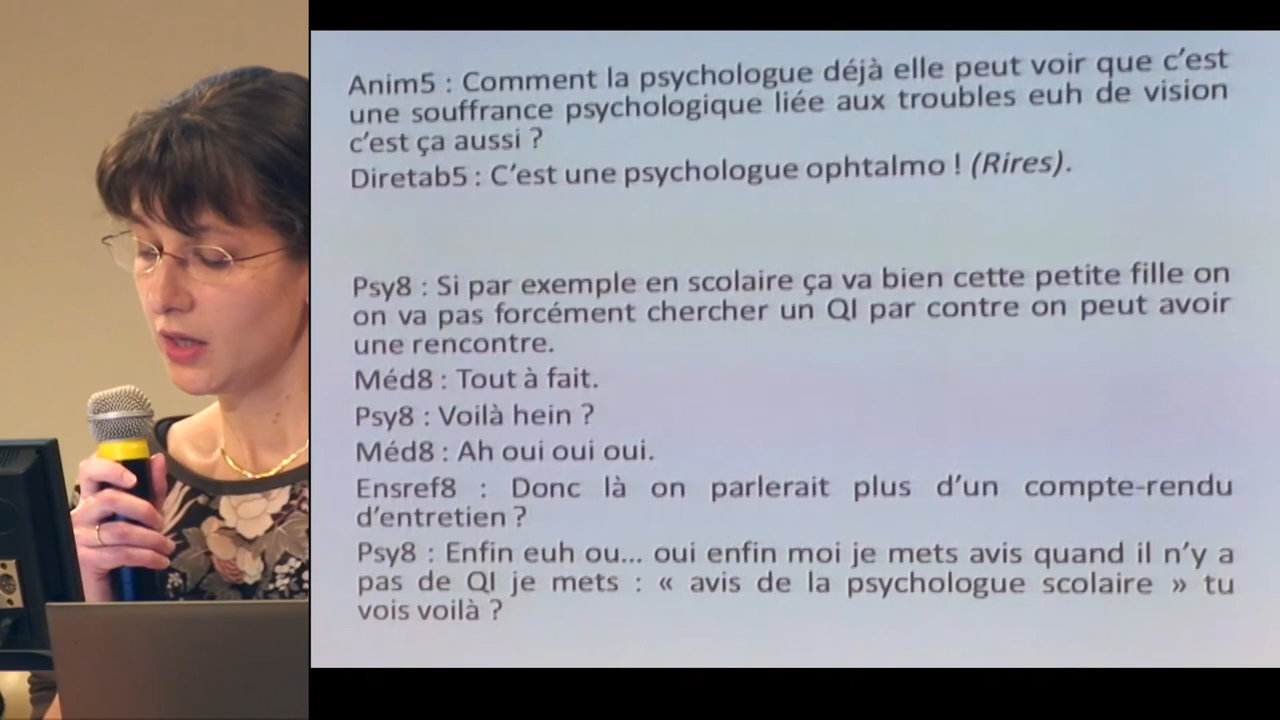 Anim5 : Comment la psychologue déjà elle peut voir que c'est
une souffrance psychologique liée aux troubles euh de vision
c'est ça aussi ?
Diretab5 : C'est une psychologue ophtalmo ! (Rires).
Psy8 : Si par exemple en scolaire ça va bien cette petite fille on
on va pas forcément chercher un QI par contre on peut avoir
une rencontre.
Méd8 : Tout à fait.
Psy8 : Voilà hein ?
Méd8 : Ah oui oui oui.
Ensref8 : Donc là on parlerait plus d'un compte-rendu
d'entretien ?
Psy8 : Enfin euh ou... oui enfin moi je mets avis quand il n'y a
pas de QI je mets : « avis de la psychologue scolaire » tu
vois voilà ?